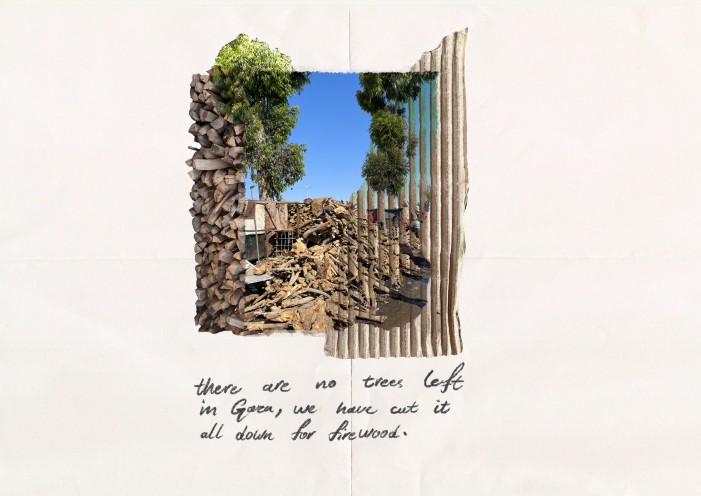 there are no trees left
in Gaza, we have cut it
all down for firewood.